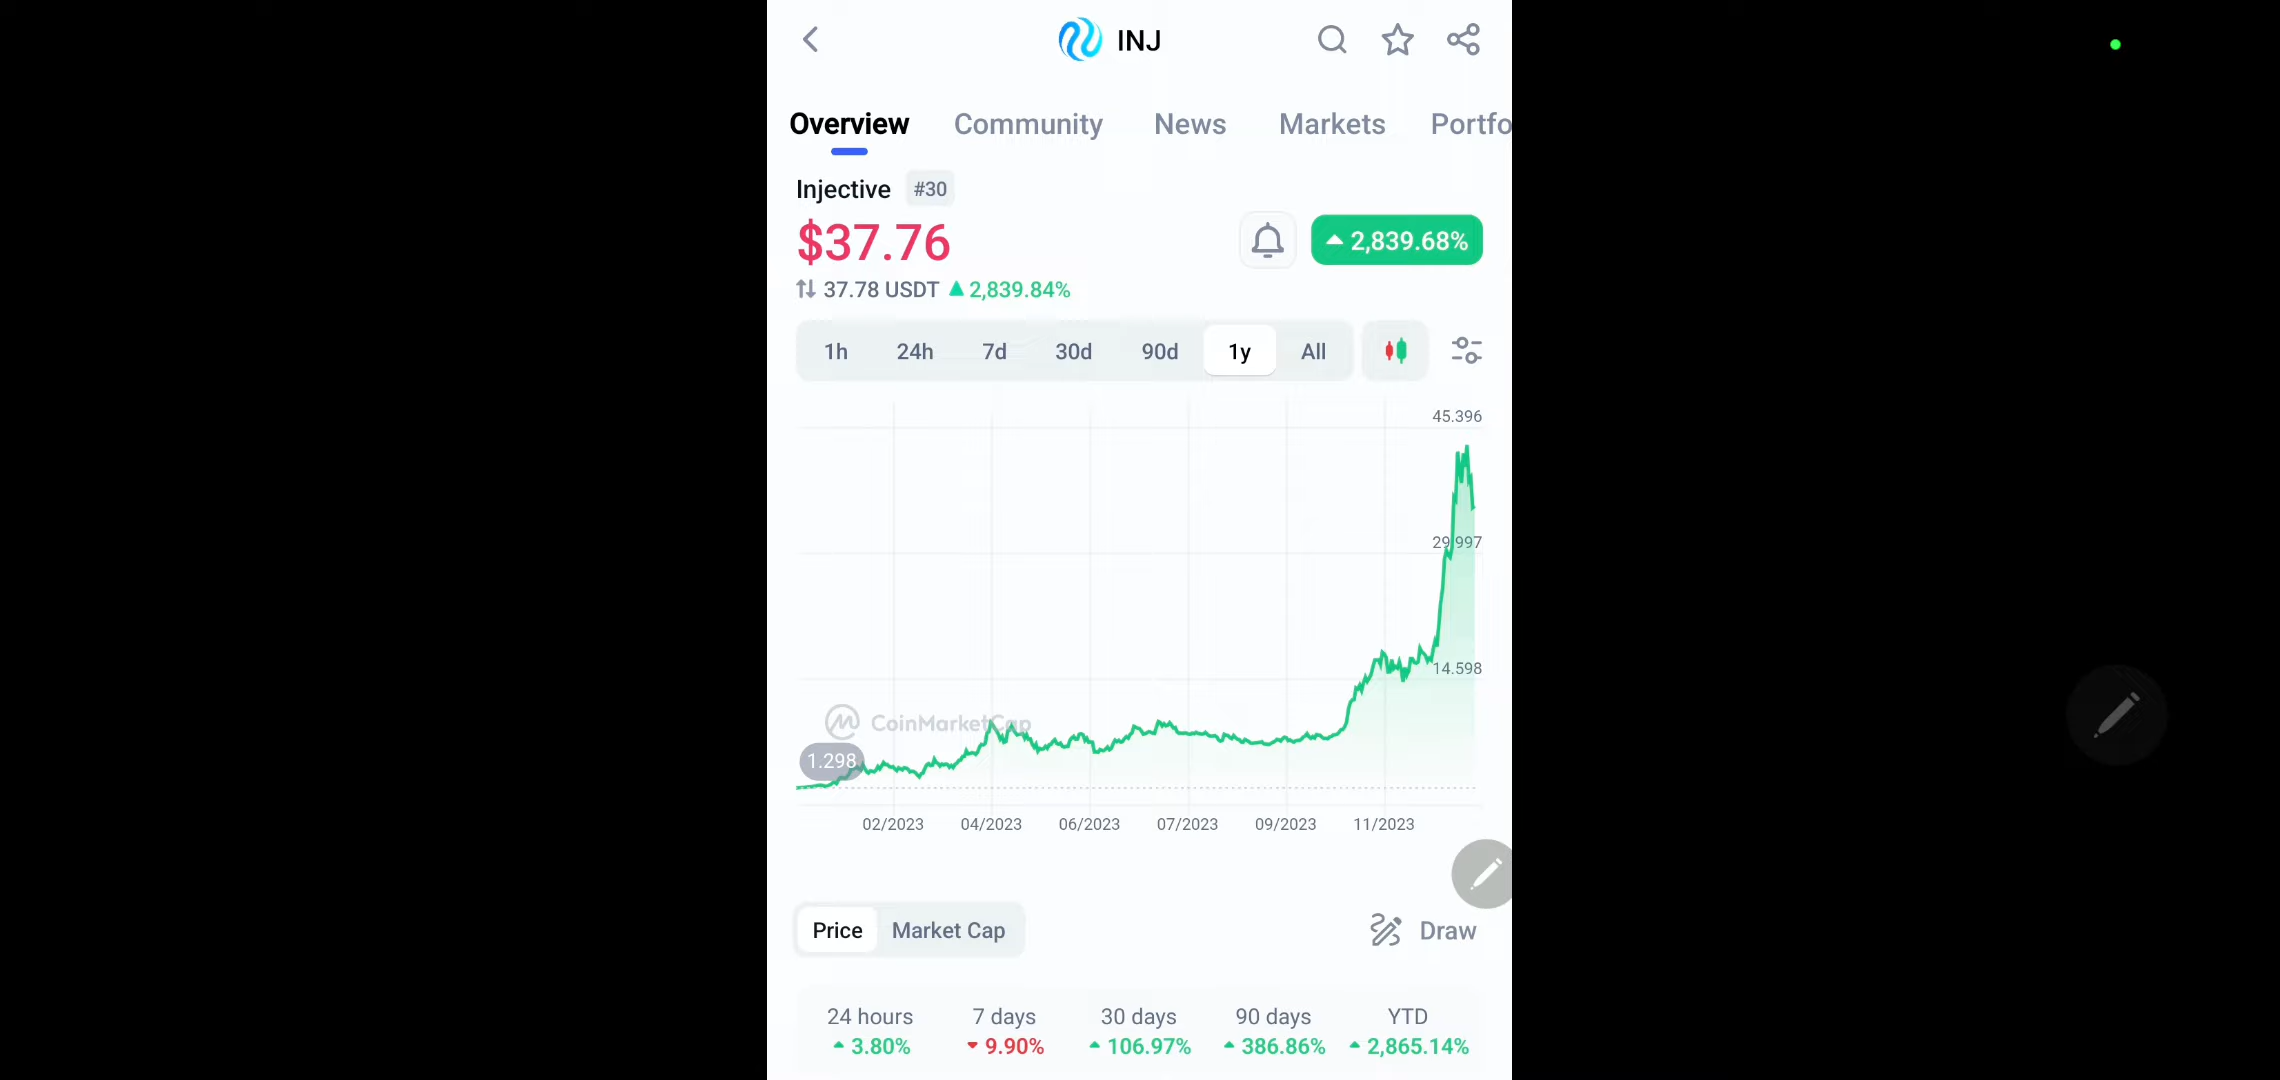 INJ
Overview Community News Markets Portfo
Injective #30
$37.76 2,839.68%
37.78 USDT 2,839.84%
1h 24h 7d 30d 90d 1y All
45.396
29.997
14.598
CoinMarketCap
1.298
02/2023 04/2023 06/2023 07/2023 09/2023 11/2023
Price Market Cap Draw
24 hours 7 days 30 days 90 days YTD
3.80% 9.90% 106.97% 386.86% 2,865.14%